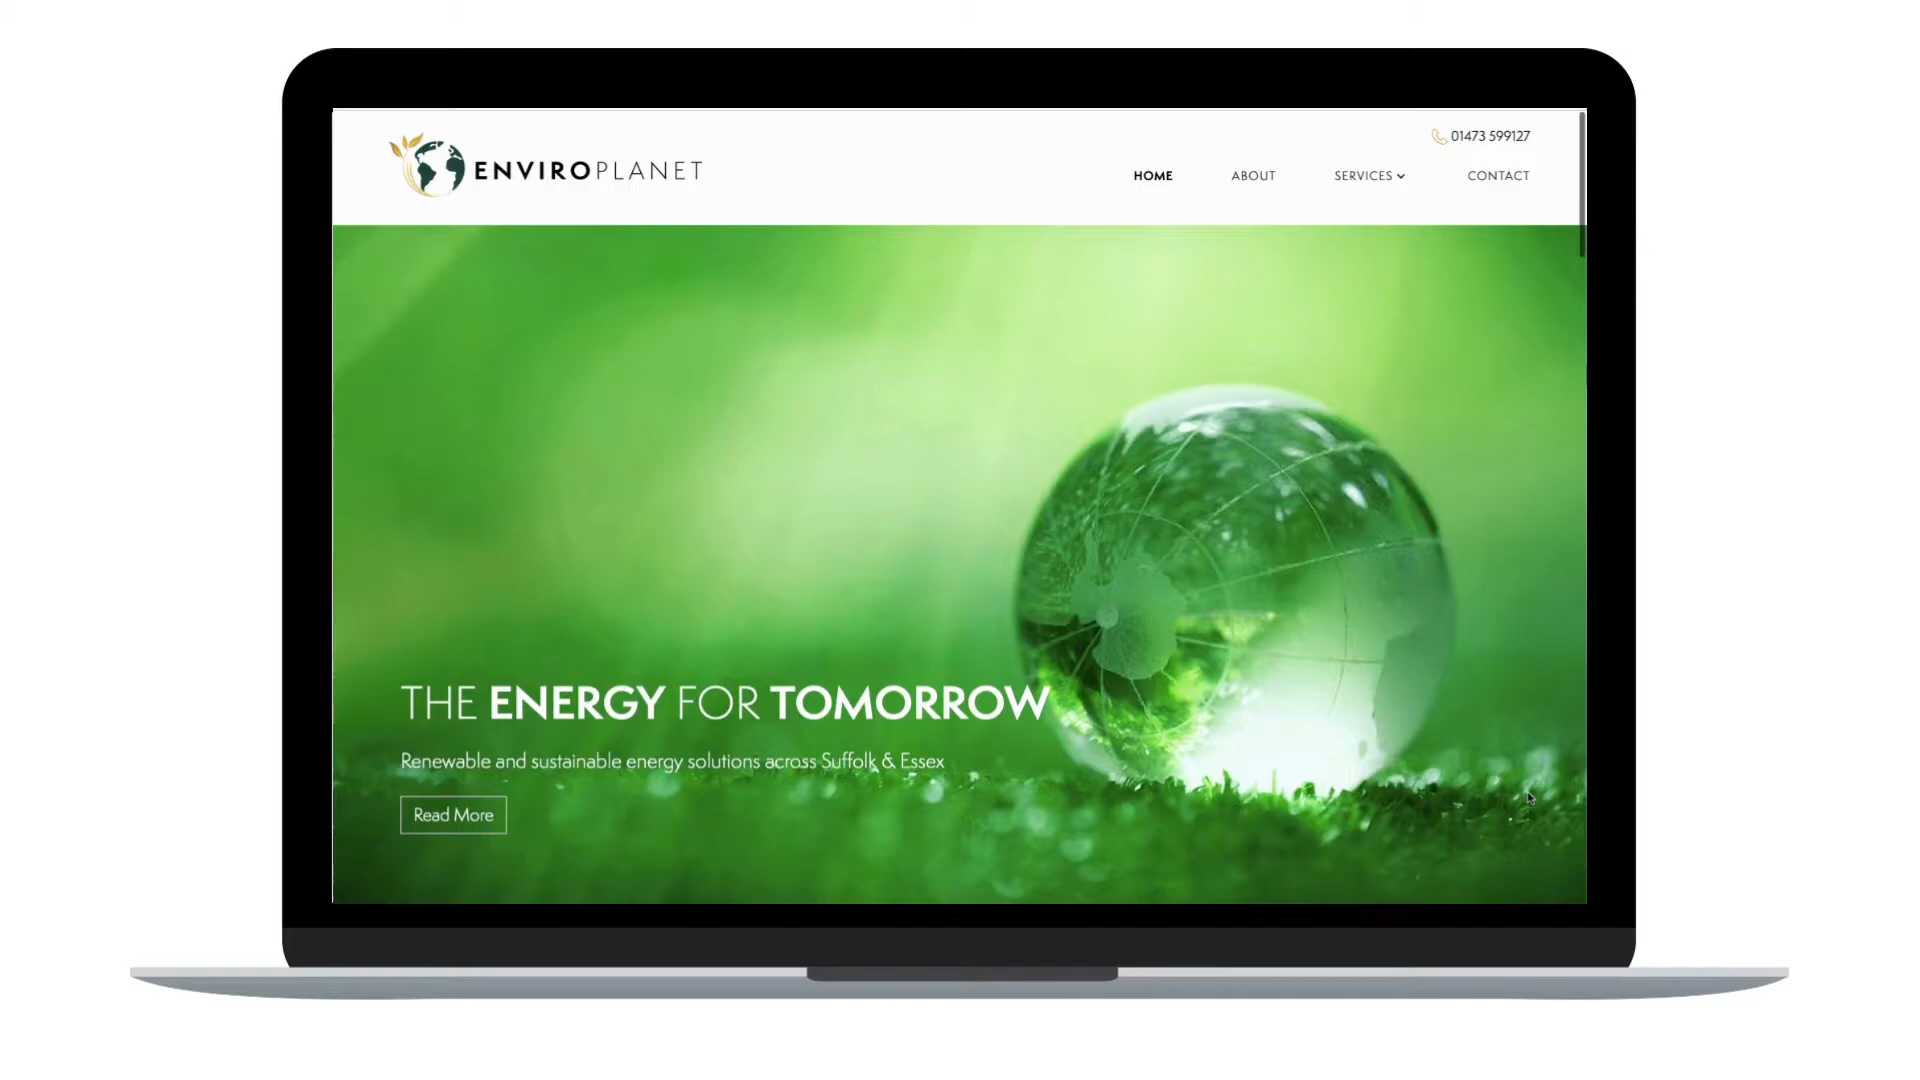 ENVIROPLANET
01473 599127
HOME ABOUT SERVICES CONTACT
THE ENERGY FOR TOMORROW
Renewable and sustainable energy solutions across Suffolk & Essex
Read More